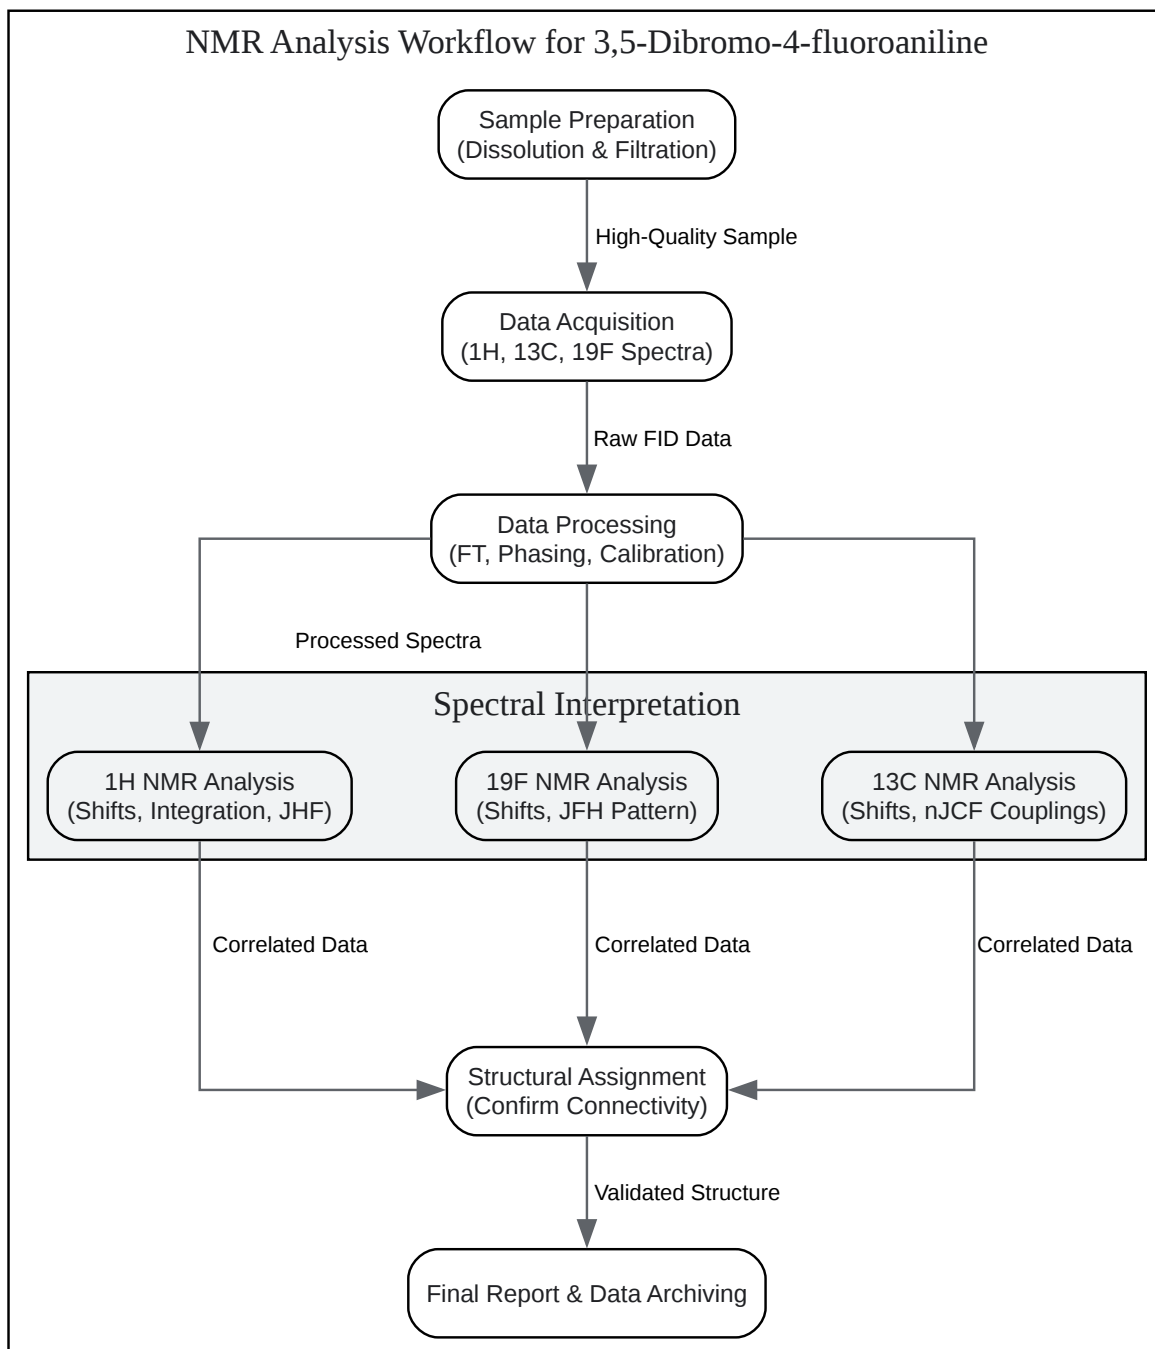 NMR Analysis Workflow for 3,5-Dibromo-4-fluoroaniline
Sample Preparation
(Dissolution & Filtration)
High-Quality Sample
Data Acquisition
(1H, 13C, 19F Spectra)
Raw FID Data
Data Processing
(FT, Phasing, Calibration)
Processed Spectra
Spectral Interpretation
1H NMR Analysis
(Shifts, Integration, JHF)
19F NMR Analysis
(Shifts, JFH Pattern)
13C NMR Analysis
(Shifts, nJCF Couplings)
Correlated Data
Correlated Data
Correlated Data
Structural Assignment
(Confirm Connectivity)
Validated Structure
Final Report & Data Archiving